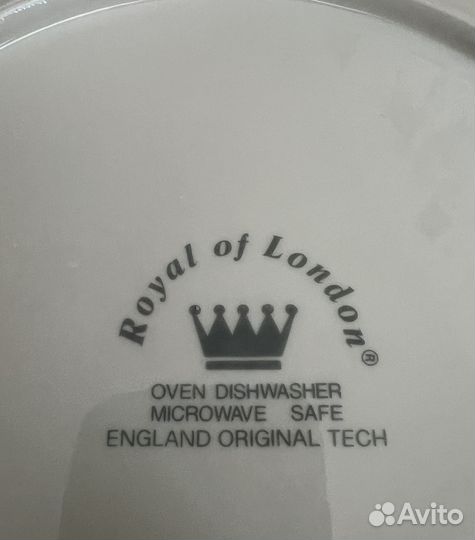 Royal of London®
OVEN DISHWASHER
MICROWAVE SAFE
ENGLAND ORIGINAL TECH
Avito